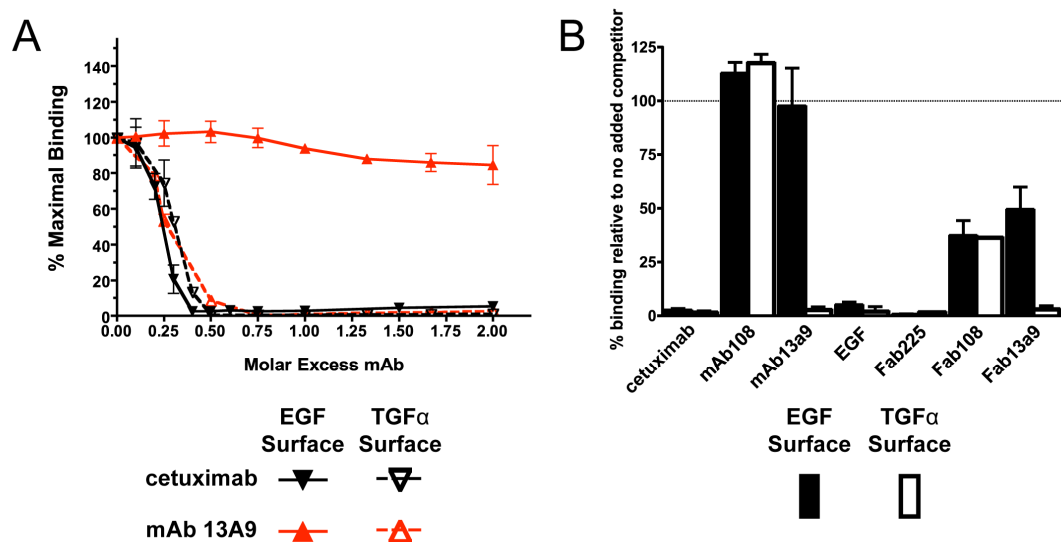 A
% Maximal Binding
140
120
100
80
60
40
20
0
0.00
0.25
0.50
0.75
1.00
1.25
1.50
1.75
2.00
Molar Excess mAb
EGF Surface
TGFα Surface
cetuximab
mAb 13A9
B
% binding relative to no added competitor
125
100
75
50
25
0
cetuximab
mAb108
mAb13a9
EGF
Fab225
Fab108
Fab13a9
EGF Surface
TGFα Surface